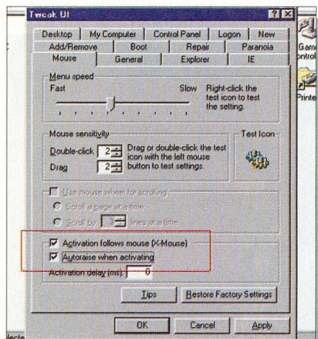 Tweak UI
Desktop My Computer Control Panel Logon New
Add/Remove Boot Repair Paranoia
Mouse General Explorer IE
Menu speed
Fast Slow
Right-click the
test icon to test
the setting.
Mouse sensitivity
Double-click 2
Drag 2
Drag or double-click the test
icon with the left mouse
button to test settings.
Test Icon
Use mouse wheel for scrolling
Scroll a page at a time
Scroll by 3 lines at a time
Activation follows mouse (X-Mouse)
Autoraise when activating
Activation delay (ms): 0
Tips Restore Factory Settings
OK Cancel Apply